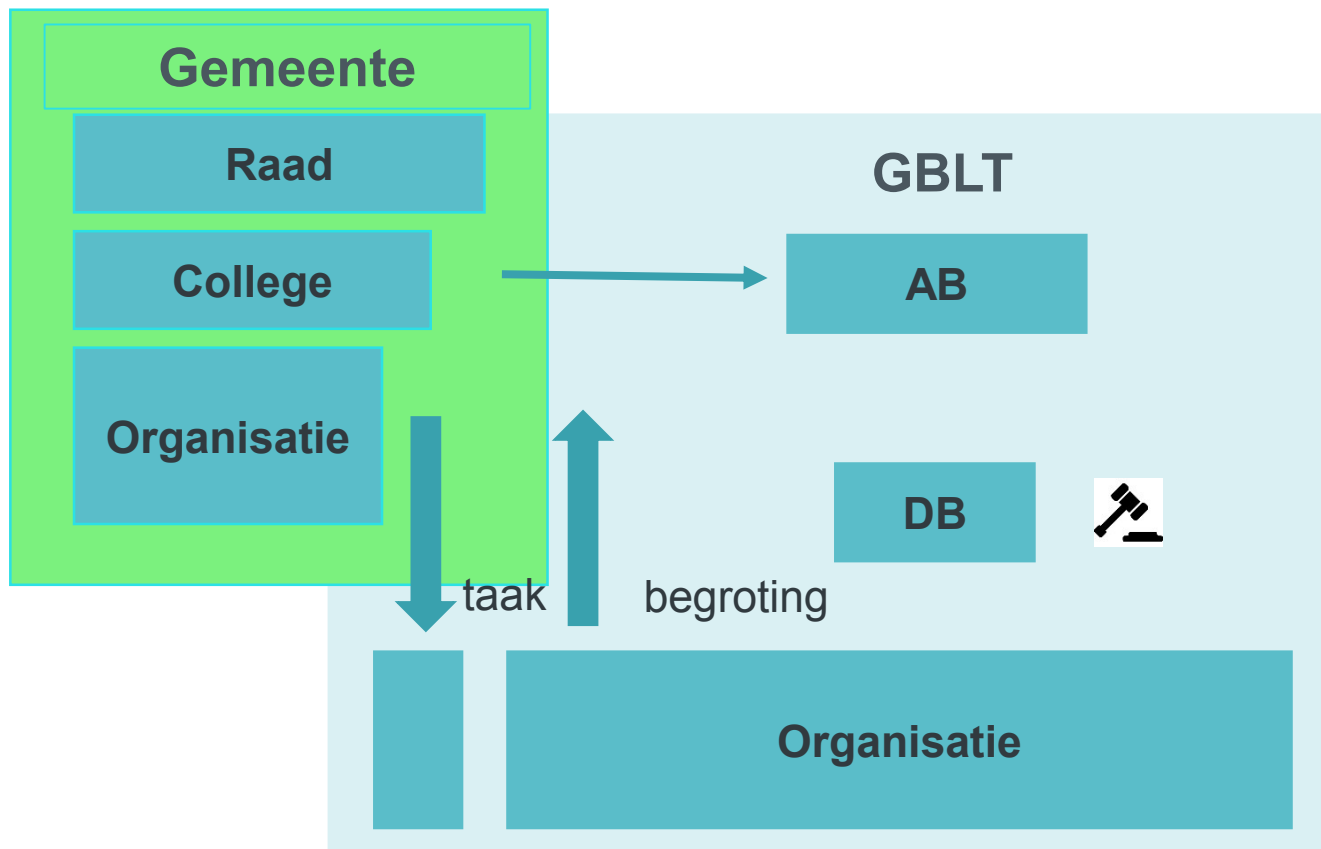 Gemeente
Raad
College
Organisatie
GBLT
AB
DB
taak
begroting
Organisatie